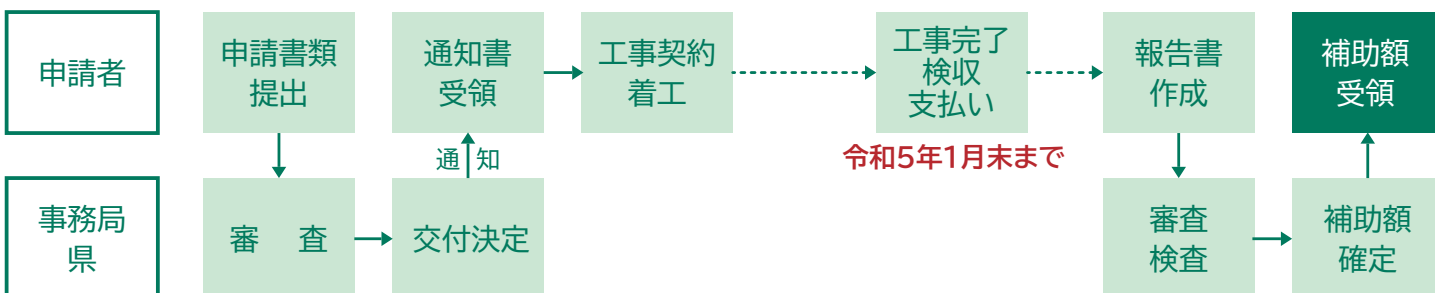 申請者
申請書類
提出
通知書
受領
工事契約
着工
工事完了
検収
支払い
報告書
作成
補助額
受領
通 知
令和5年1月末まで
事務局
県
審 査
交付決定
審査
検査
補助額
確定